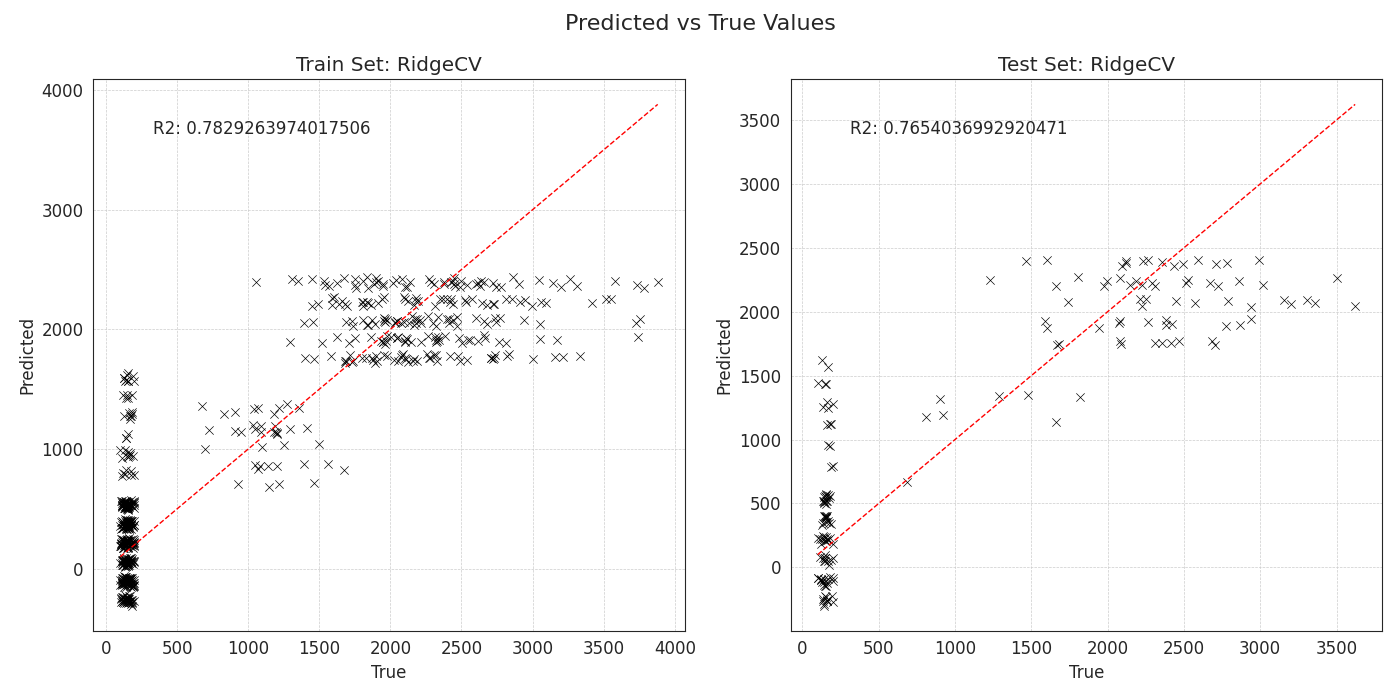 Predicted vs True Values
Train Set: RidgeCV
4000
3000
2000
1000
0
Predicted
R2: 0.7829263974017506
0 500 1000 1500 2000 2500 3000 3500 4000
True
Test Set: RidgeCV
3500
3000
2500
2000
1500
1000
500
0
Predicted
R2: 0.7654036992920471
0 500 1000 1500 2000 2500 3000 3500
True